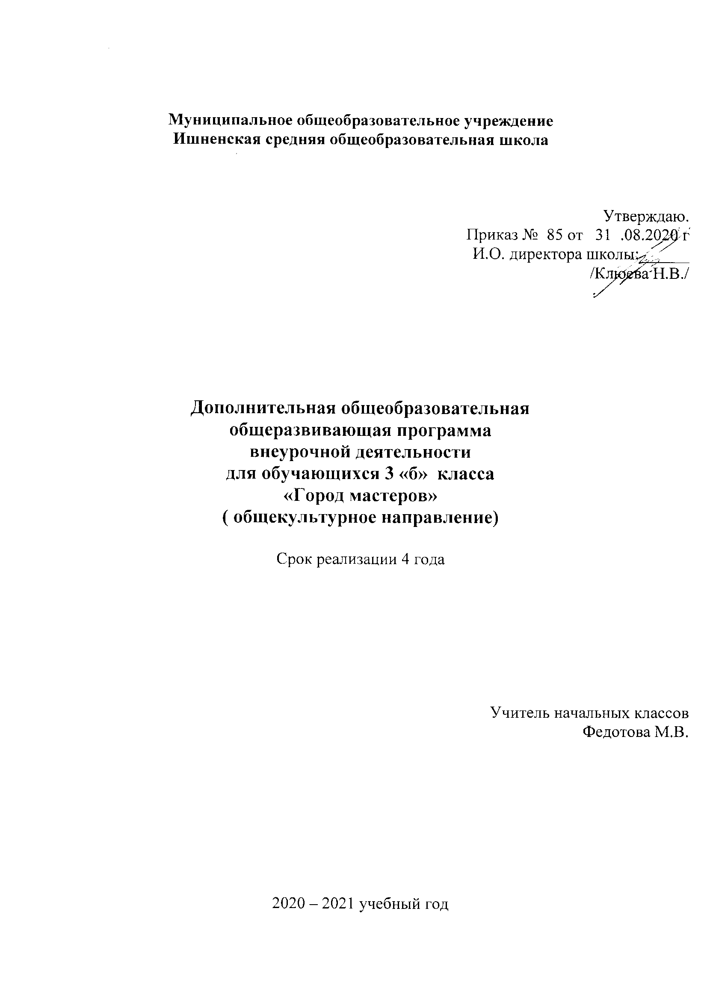 Муниципальное общеобразовательное учреждение
Ишненская средняя общеобразовательная школа
Утверждаю.
Приказ № 85 от 31 .08.2020 г
И.О. директора школы:
/Клюева Н.В./
Дополнительная общеобразовательная
общеразвивающая программа
внеурочной деятельности
для обучающихся 3 «б» класса
«Город мастеров»
( общекультурное направление)
Срок реализации 4 года
Учитель начальных классов
Федотова М.В.
2020 – 2021 учебный год